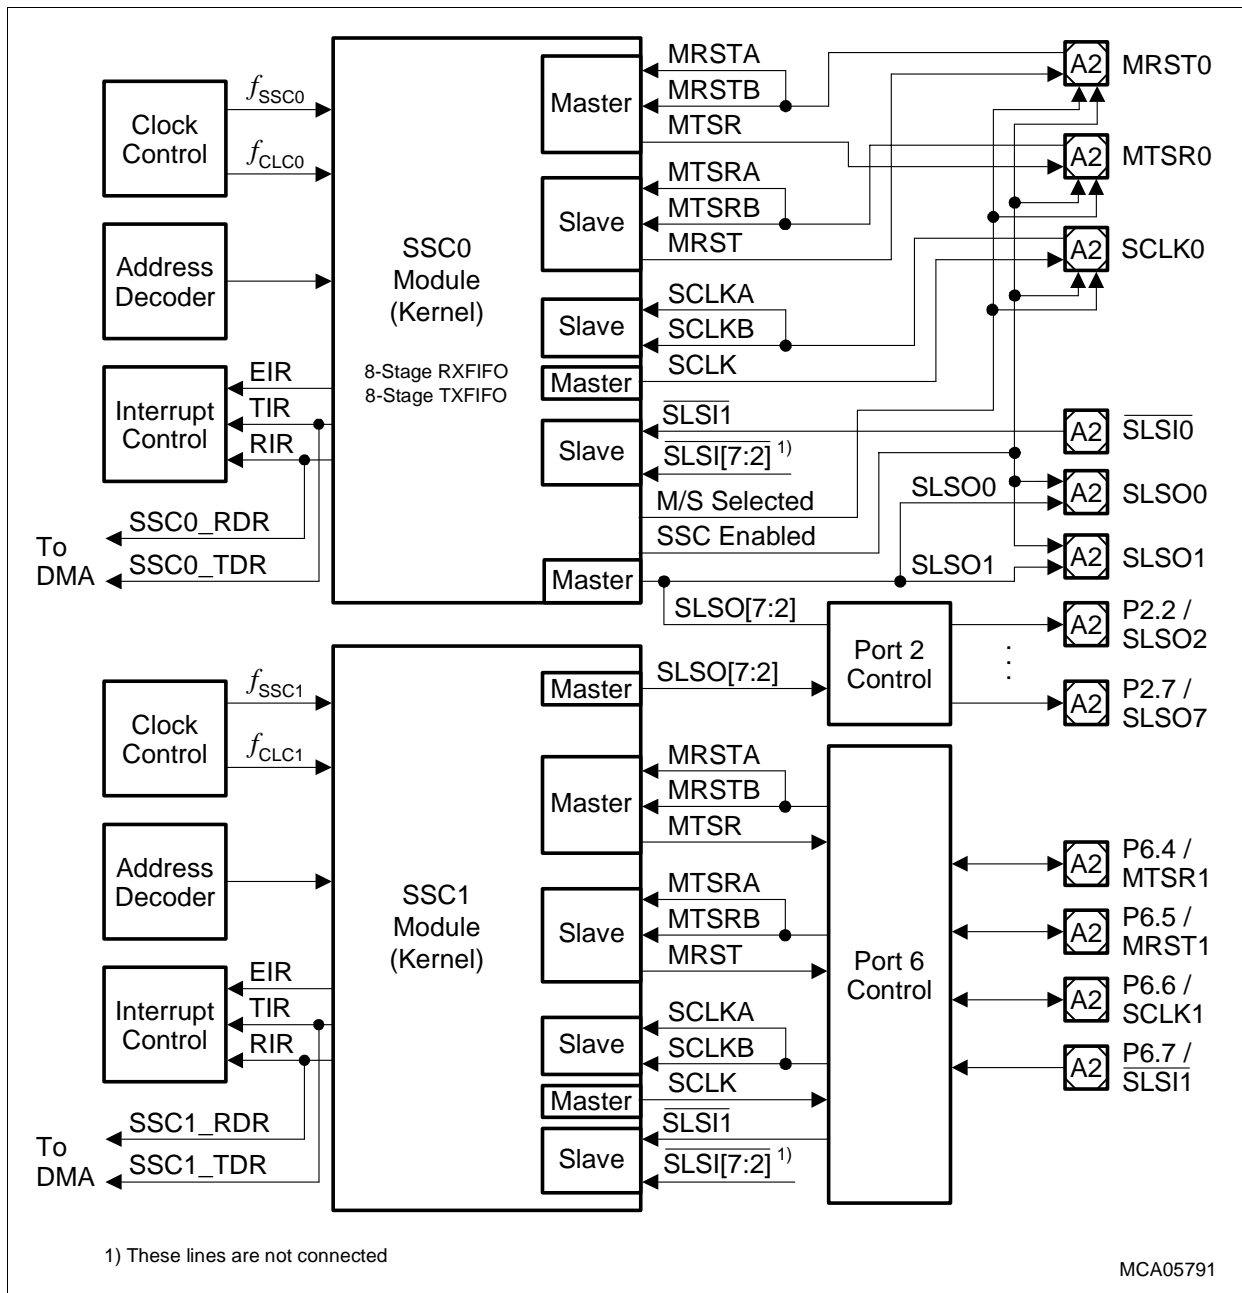 Clock
Control
fSSC0
fCLC0
Address
Decoder
Interrupt
Control
EIR
TIR
RIR
To
DMA
SSC0_RDR
SSC0_TDR
SSC0
Module
(Kernel)
8-Stage RXFIFO
8-Stage TXFIFO
Master
Slave
Slave
Master
Slave
Master
MRSTA
MRSTB
MTSR
MTSRA
MTSRB
MRST
SCLKA
SCLKB
SCLK
SLSI1
SLSI[7:2] 1)
M/S Selected
SSC Enabled
SLSO0
SLSO1
SLSO[7:2]
A2 MRST0
A2 MTSR0
A2 SCLK0
A2 SLSI0
A2 SLSO0
A2 SLSO1
A2 P2.2 /
SLSO2
A2 P2.7 /
SLSO7
Port 2
Control
Clock
Control
fSSC1
fCLC1
Address
Decoder
Interrupt
Control
EIR
TIR
RIR
To
DMA
SSC1_RDR
SSC1_TDR
SSC1
Module
(Kernel)
Master
Master
Slave
Slave
Master
Slave
SLSO[7:2]
MRSTA
MRSTB
MTSR
MTSRA
MTSRB
MRST
SCLKA
SCLKB
SCLK
SLSI1
SLSI[7:2] 1)
Port 6
Control
A2 P6.4 /
MTSR1
A2 P6.5 /
MRST1
A2 P6.6 /
SCLK1
A2 P6.7 /
SLSI1
1) These lines are not connected
MCA05791